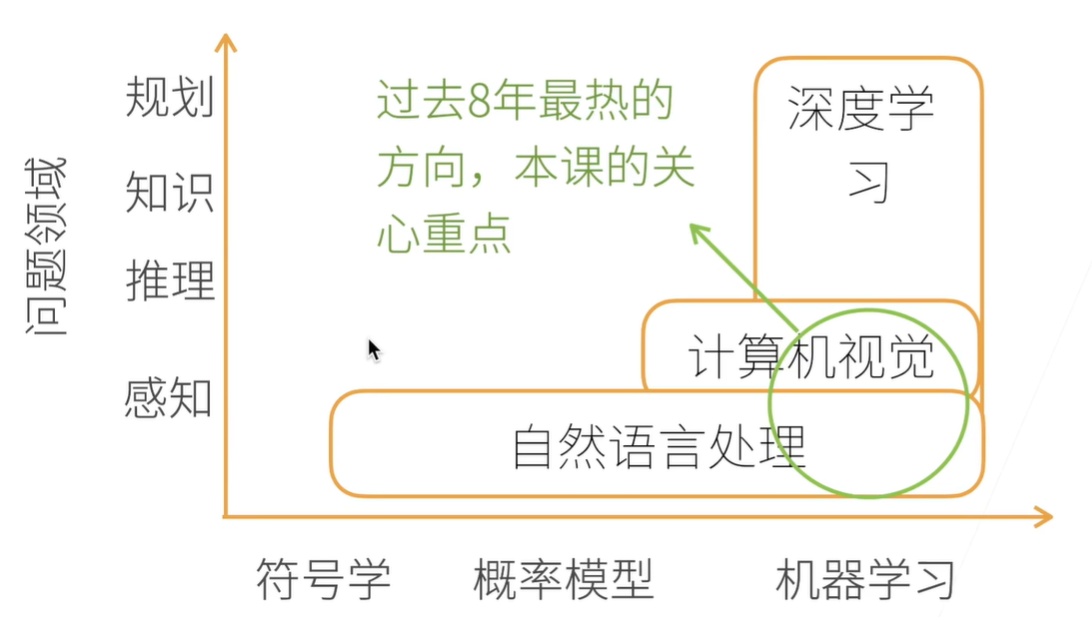 问题领域
规划
知识
推理
感知
过去8年最热的
方向，本课的关
心重点
深度学
习
计算机视觉
自然语言处理
符号学
概率模型
机器学习